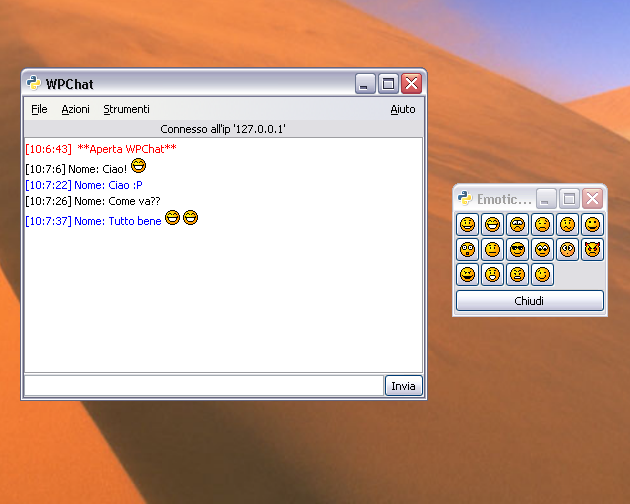 WPChat
File Azioni Strumenti Aiuto
Connesso all'ip '127.0.0.1'
[10:6:43] **Aperta WPChat**
[10:7:6] Nome: Ciao!
[10:7:22] Nome: Ciao :P
[10:7:26] Nome: Come va??
[10:7:37] Nome: Tutto bene
Invia
Emotic...
Chiudi